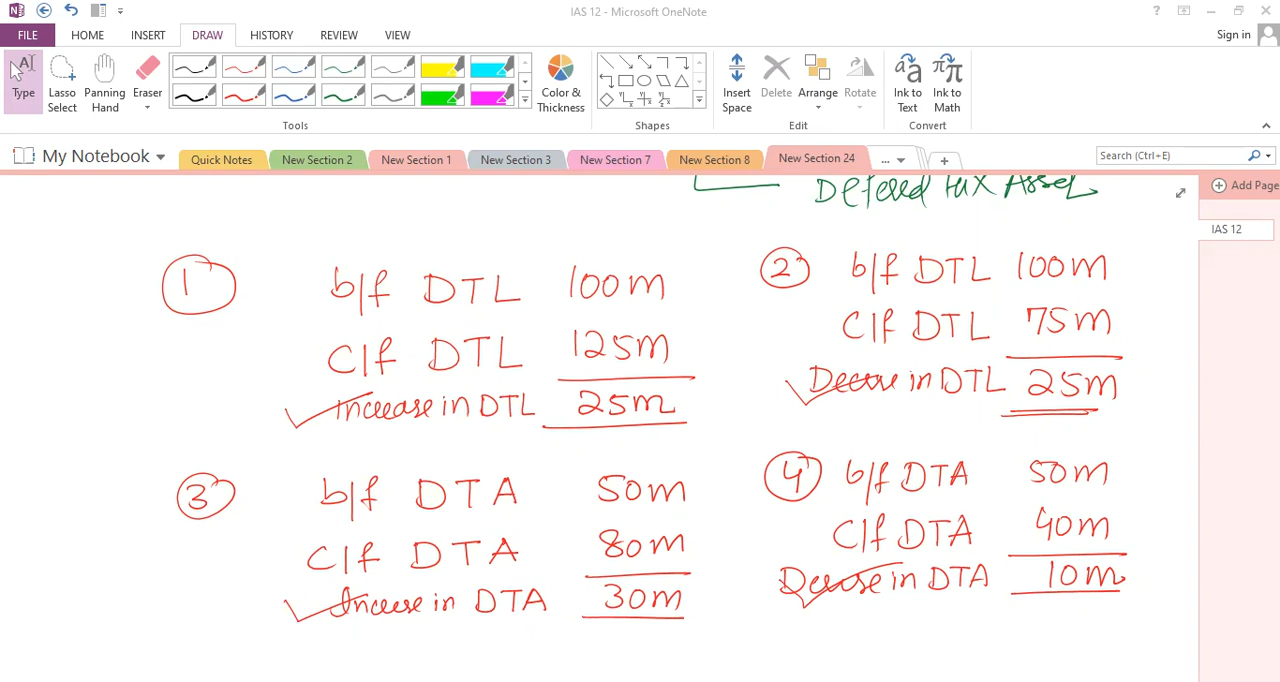 IAS 12 - Microsoft OneNote
?
FILE HOME INSERT DRAW HISTORY REVIEW VIEW
Sign in
Type
Lasso Select
Panning Hand
Eraser
Color & Thickness
Insert Space
Delete
Arrange
Rotate
Ink to Text
Ink to Math
Tools
Shapes
Edit
Convert
My Notebook
Quick Notes New Section 2 New Section 1 New Section 3 New Section 7 New Section 8 New Section 24 ...
Search (Ctrl+E)
Add Page
IAS 12
Deferred Tax Asset
1
b/f DTL 100m
C/f DTL 125m
Increase in DTL 25m
2
b/f DTL 100m
C/f DTL 75m
in DTL 25m
3
b/f DTA 50m
C/f DTA 80m
in DTA 30m
4
b/f DTA 50m
C/f DTA 40m
in DTA 10m